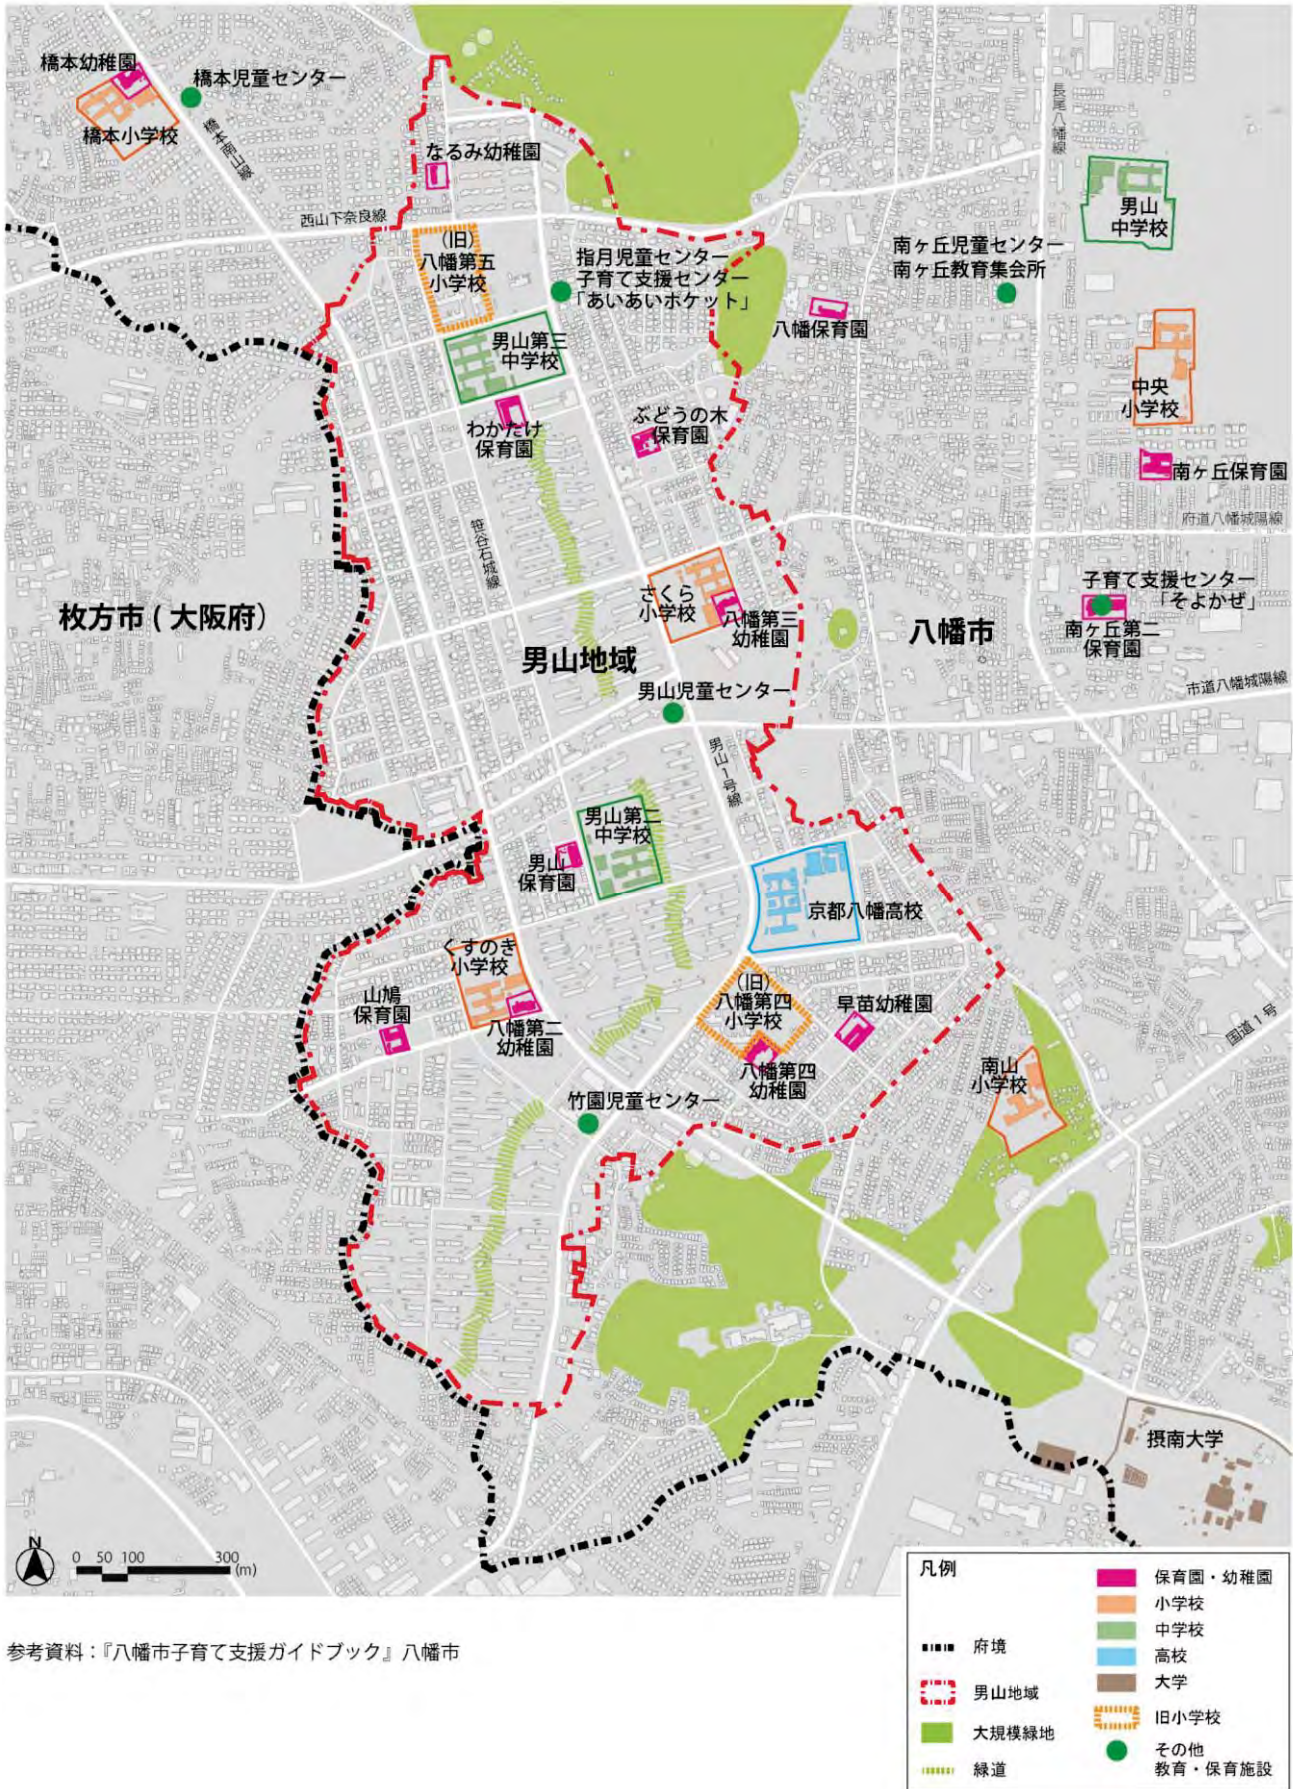 橋本幼稚園
橋本児童センター
橋本小学校
橋本南山線
なるみ幼稚園
西山下奈良線
長尾八幡線
男山
中学校
(旧)
八幡第五
小学校
指月児童センター
子育て支援センター
「あいあいポケット」
南ヶ丘児童センター
南ヶ丘教育集会所
八幡保育園
男山第三
中学校
中央
小学校
わかたけ
保育園
ぶどうの木
保育園
南ヶ丘保育園
府道八幡城陽線
笹谷石城線
さくら
小学校
八幡第三
幼稚園
子育て支援センター
「そよかぜ」
南ヶ丘第二
保育園
枚方市 ( 大阪府)
男山地域
八幡市
男山児童センター
市道八幡城陽線
男山1号線
男山第二
中学校
男山
保育園
京都八幡高校
くすのき
小学校
山鳩
保育園
八幡第二
幼稚園
(旧)
八幡第四
小学校
早苗幼稚園
八幡第四
幼稚園
国道1号
南山
小学校
竹園児童センター
摂南大学
N
0 50 100 300
(m)
凡例
府境
男山地域
大規模緑地
緑道
保育園・幼稚園
小学校
中学校
高校
大学
旧小学校
その他
教育・保育施設
参考資料:『八幡市子育て支援ガイドブック』八幡市